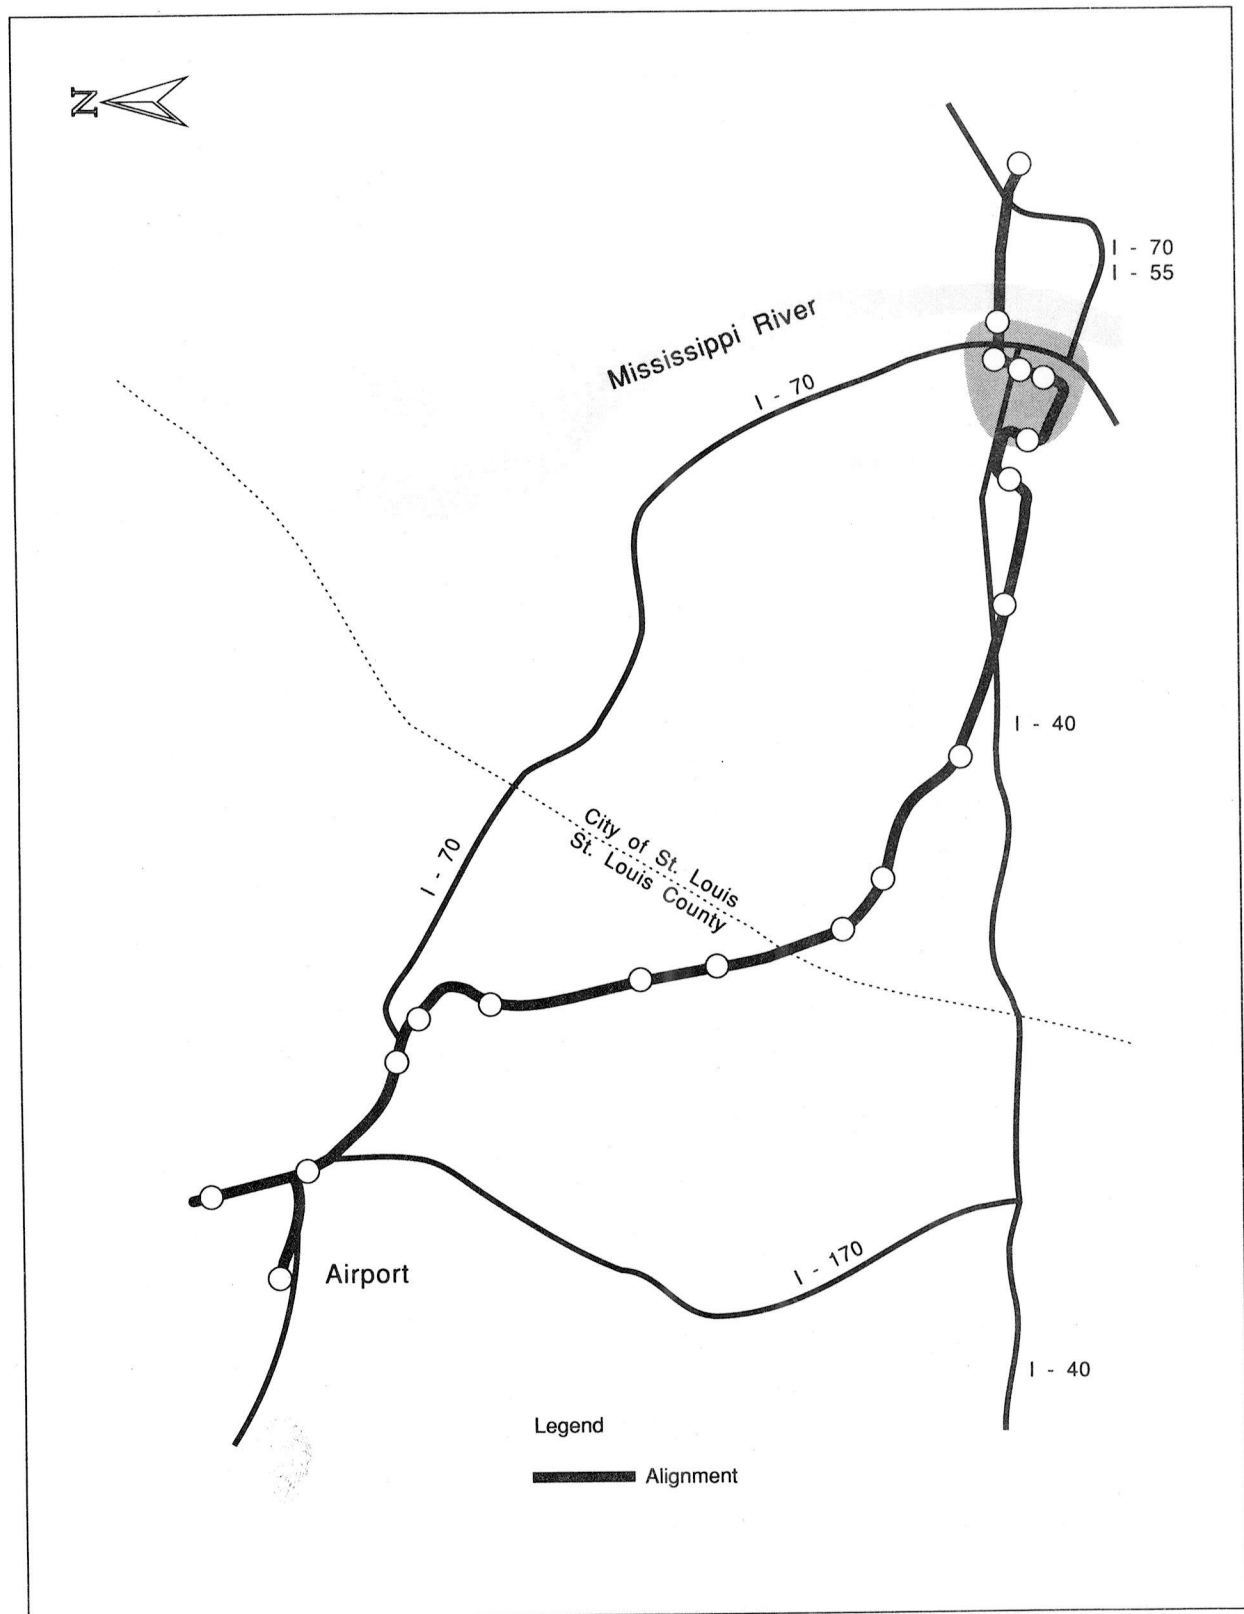 N
I - 70
I - 55
Mississippi River
I - 70
I - 40
City of St. Louis
St. Louis County
I - 70
I - 170
Airport
I - 40
Legend
Alignment